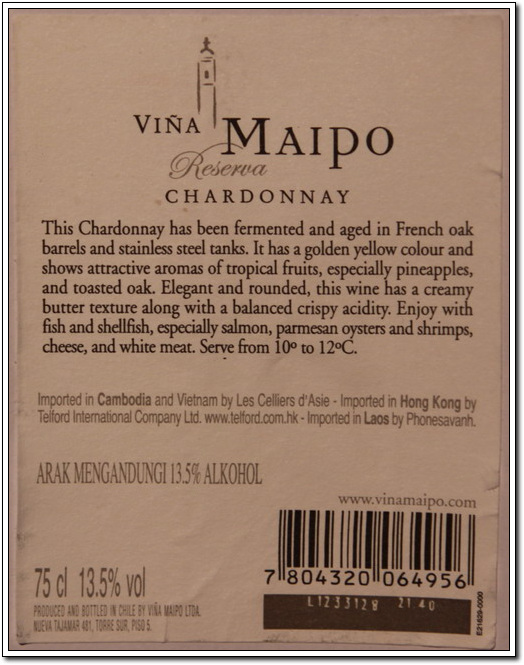 VIÑA MAIPO
Reserva
CHARDONNAY
This Chardonnay has been fermented and aged in French oak
barrels and stainless steel tanks. It has a golden yellow colour and
shows attractive aromas of tropical fruits, especially pineapples,
and toasted oak. Elegant and rounded, this wine has a creamy
butter texture along with a balanced crispy acidity. Enjoy with
fish and shellfish, especially salmon, parmesan oysters and shrimps,
cheese, and white meat. Serve from 10º to 12ºC.
Imported in Cambodia and Vietnam by Les Celliers d'Asie - Imported in Hong Kong by
Telford International Company Ltd. www.telford.com.hk - Imported in Laos by Phonesavanh.
ARAK MENGANDUNGI 13.5% ALKOHOL
www.vinamaipo.com
7 804320 064956
L1233128 2140
E21629-0000
75 cl 13.5% vol
PRODUCED AND BOTTLED IN CHILE BY VIÑA MAIPO LTDA.
NUEVA TAJAMAR 481, TORRE SUR, PISO 5.